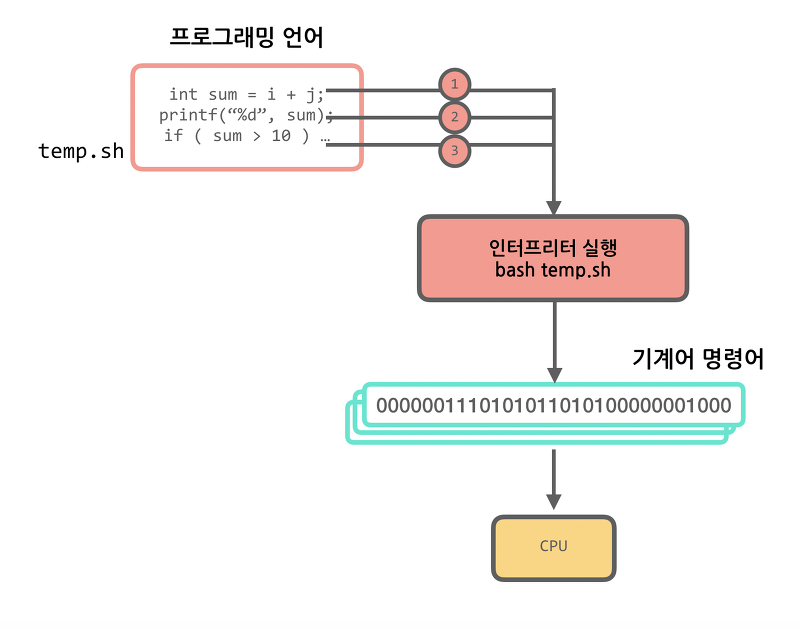 프로그래밍 언어
int sum = i + j;
printf(“%d”, sum);
if ( sum > 10 ) …
temp.sh
1
2
3
인터프리터 실행
bash temp.sh
기계어 명령어
0000001110101011010100000001000
CPU